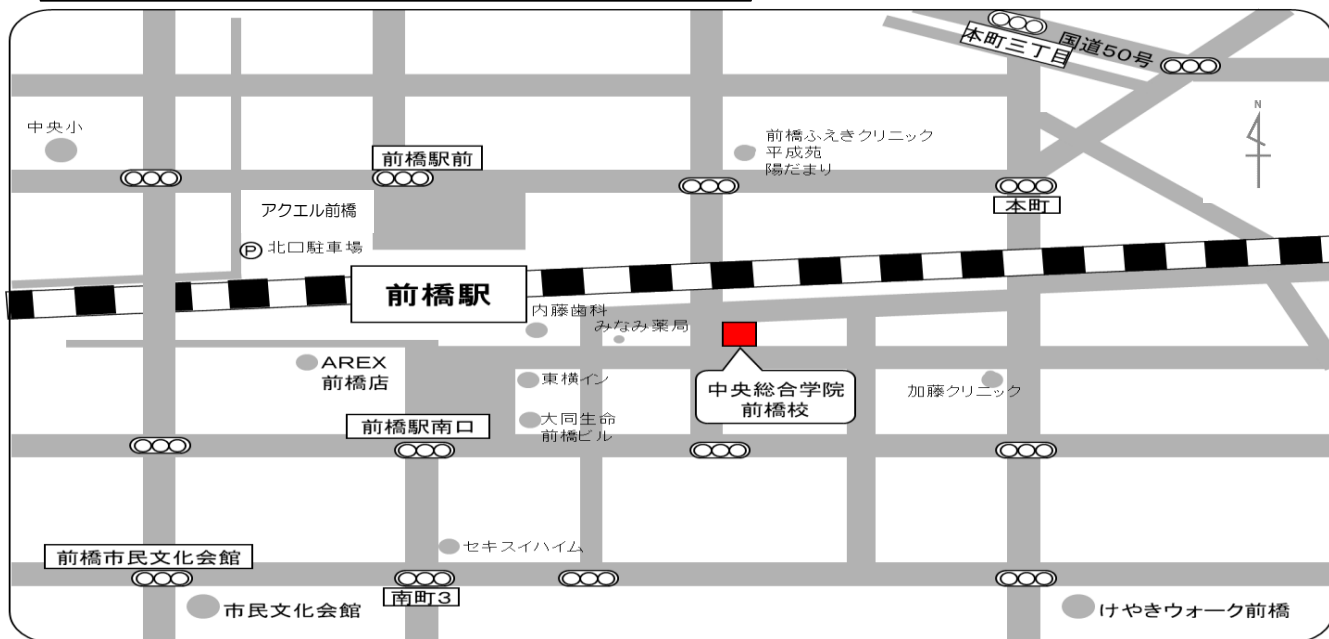 本町三丁目
国道50号
N
中央小
前橋ふえきクリニック
平成苑
陽だまり
前橋駅前
アクエル前橋
本町
P 北口駐車場
前橋駅
内藤歯科
みなみ薬局
AREX
前橋店
東横イン
中央総合学院
前橋校
加藤クリニック
大同生命
前橋ビル
前橋駅南口
セキスイハイム
前橋市民文化会館
南町3
市民文化会館
けやきウォーク前橋